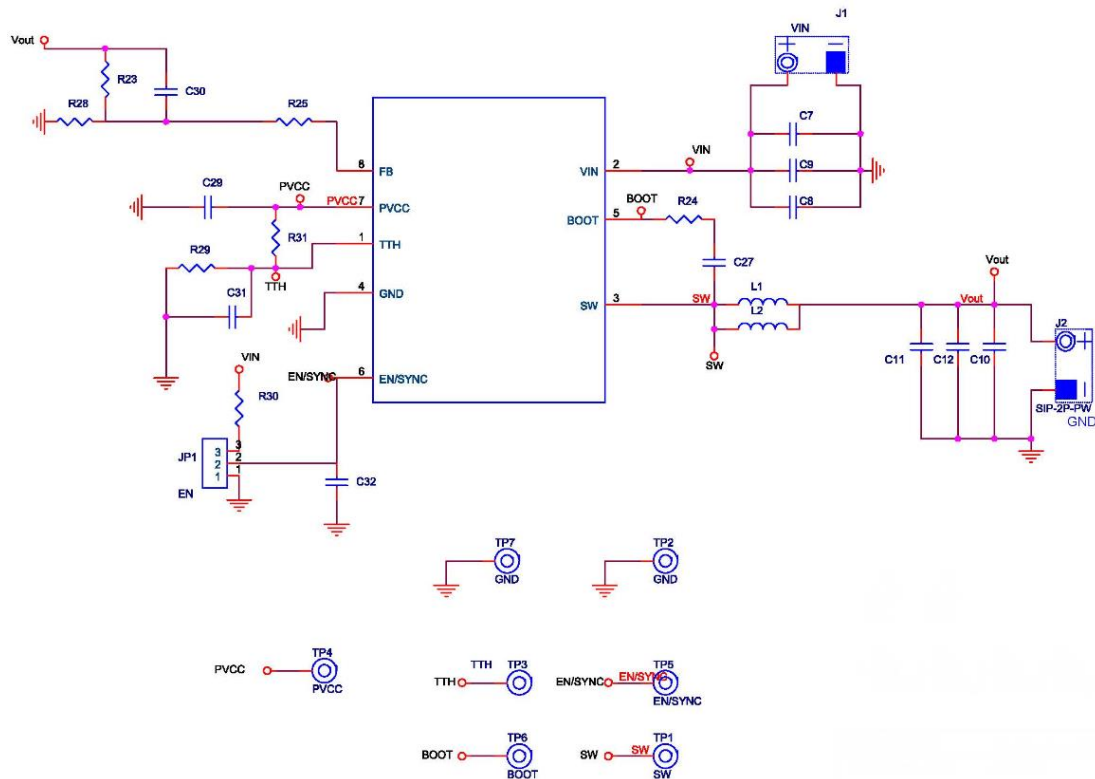 J1
VIN
Vout
R23
C30
R28
R25
C7
VIN
C9
C8
8
FB
VIN
2
C29
PVCC
PVCC
7
PVCC
BOOT
R24
BOOT
5
R31
1
TTH
R29
TTH
C27
C31
4
GND
SW
3
SW
L1
L2
SW
Vout
Vout
J2
C11
C12
C10
SIP-2P-PW
GND
VIN
EN/SYNC
6
EN/SYNC
R30
JP1
3
3
2
2
1
1
EN
C32
TP7
GND
TP2
GND
PVCC
TP4
PVCC
TTH
TTH
TP3
EN/SYNC
EN/SYNC
TP5
EN/SYNC
BOOT
TP6
BOOT
SW
SW
TP1
SW